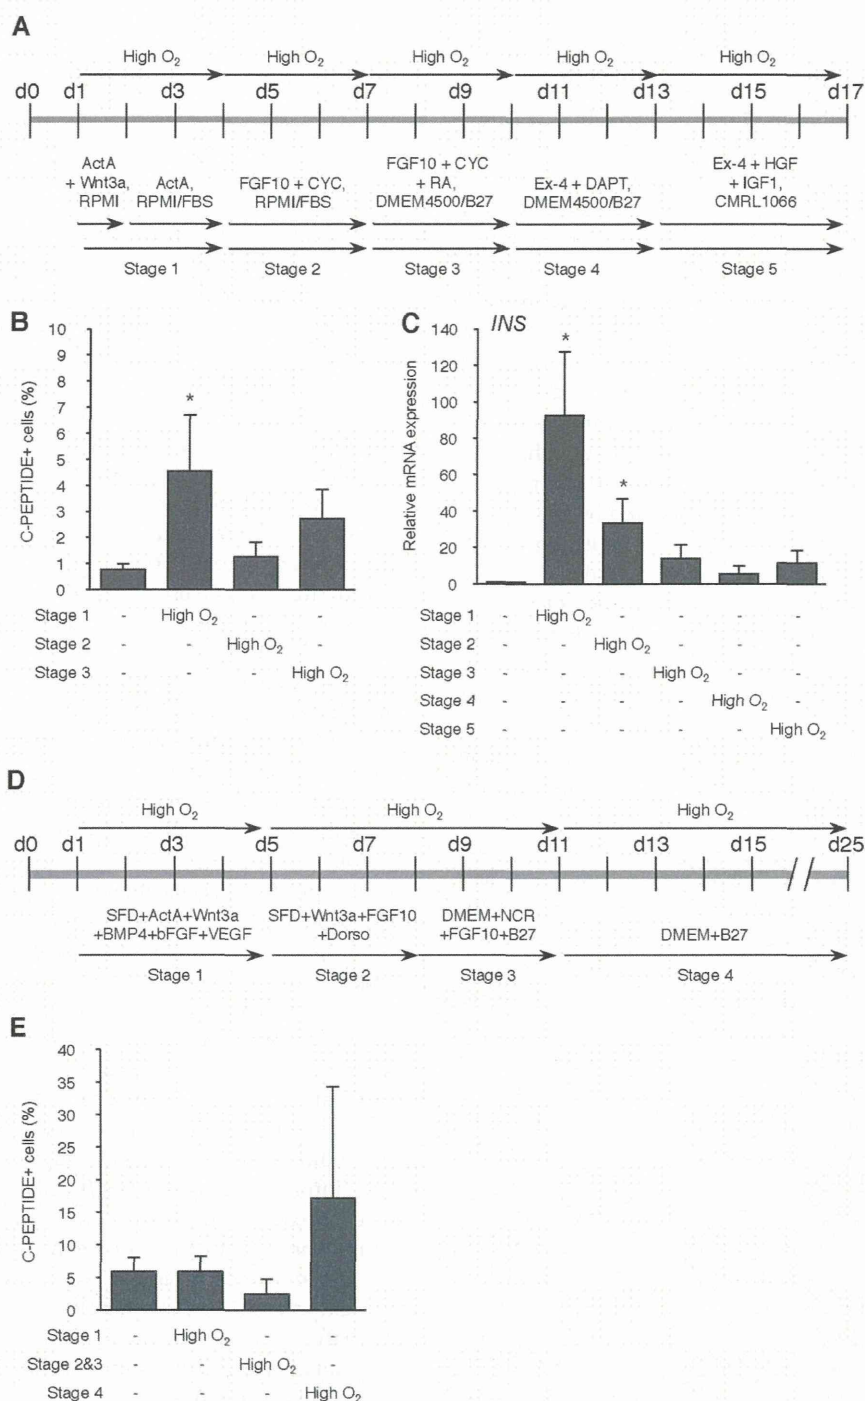 A
High O2 High O2 High O2 High O2 High O2
d0 d1 d3 d5 d7 d9 d11 d13 d15 d17
ActA
+ Wnt3a,
RPMI
ActA,
RPMI/FBS
FGF10 + CYC,
RPMI/FBS
FGF10 + CYC
+ RA,
DMEM4500/B27
Ex-4 + DAPT,
DMEM4500/B27
Ex-4 + HGF
+ IGF1,
CMRL1066
Stage 1 Stage 2 Stage 3 Stage 4 Stage 5
B
C-PEPTIDE+ cells (%)
10
9
8
7
6
5
4
3
2
1
0
*
Stage 1 - High O2 - -
Stage 2 - - High O2 -
Stage 3 - - - High O2
C
INS
Relative mRNA expression
140
120
100
80
60
40
20
0
*
*
Stage 1 - High O2 - - - -
Stage 2 - - High O2 - - -
Stage 3 - - - High O2 - -
Stage 4 - - - - High O2 -
Stage 5 - - - - - High O2
D
High O2 High O2 High O2
d0 d1 d3 d5 d7 d9 d11 d13 d15 d25
SFD+ActA+Wnt3a
+BMP4+bFGF+VEGF
SFD+Wnt3a+FGF10
+Dorso
DMEM+NCR
+FGF10+B27
DMEM+B27
Stage 1 Stage 2 Stage 3 Stage 4
E
C-PEPTIDE+ cells (%)
40
35
30
25
20
15
10
5
0
Stage 1 - High O2 - -
Stage 2&3 - - High O2 -
Stage 4 - - - High O2